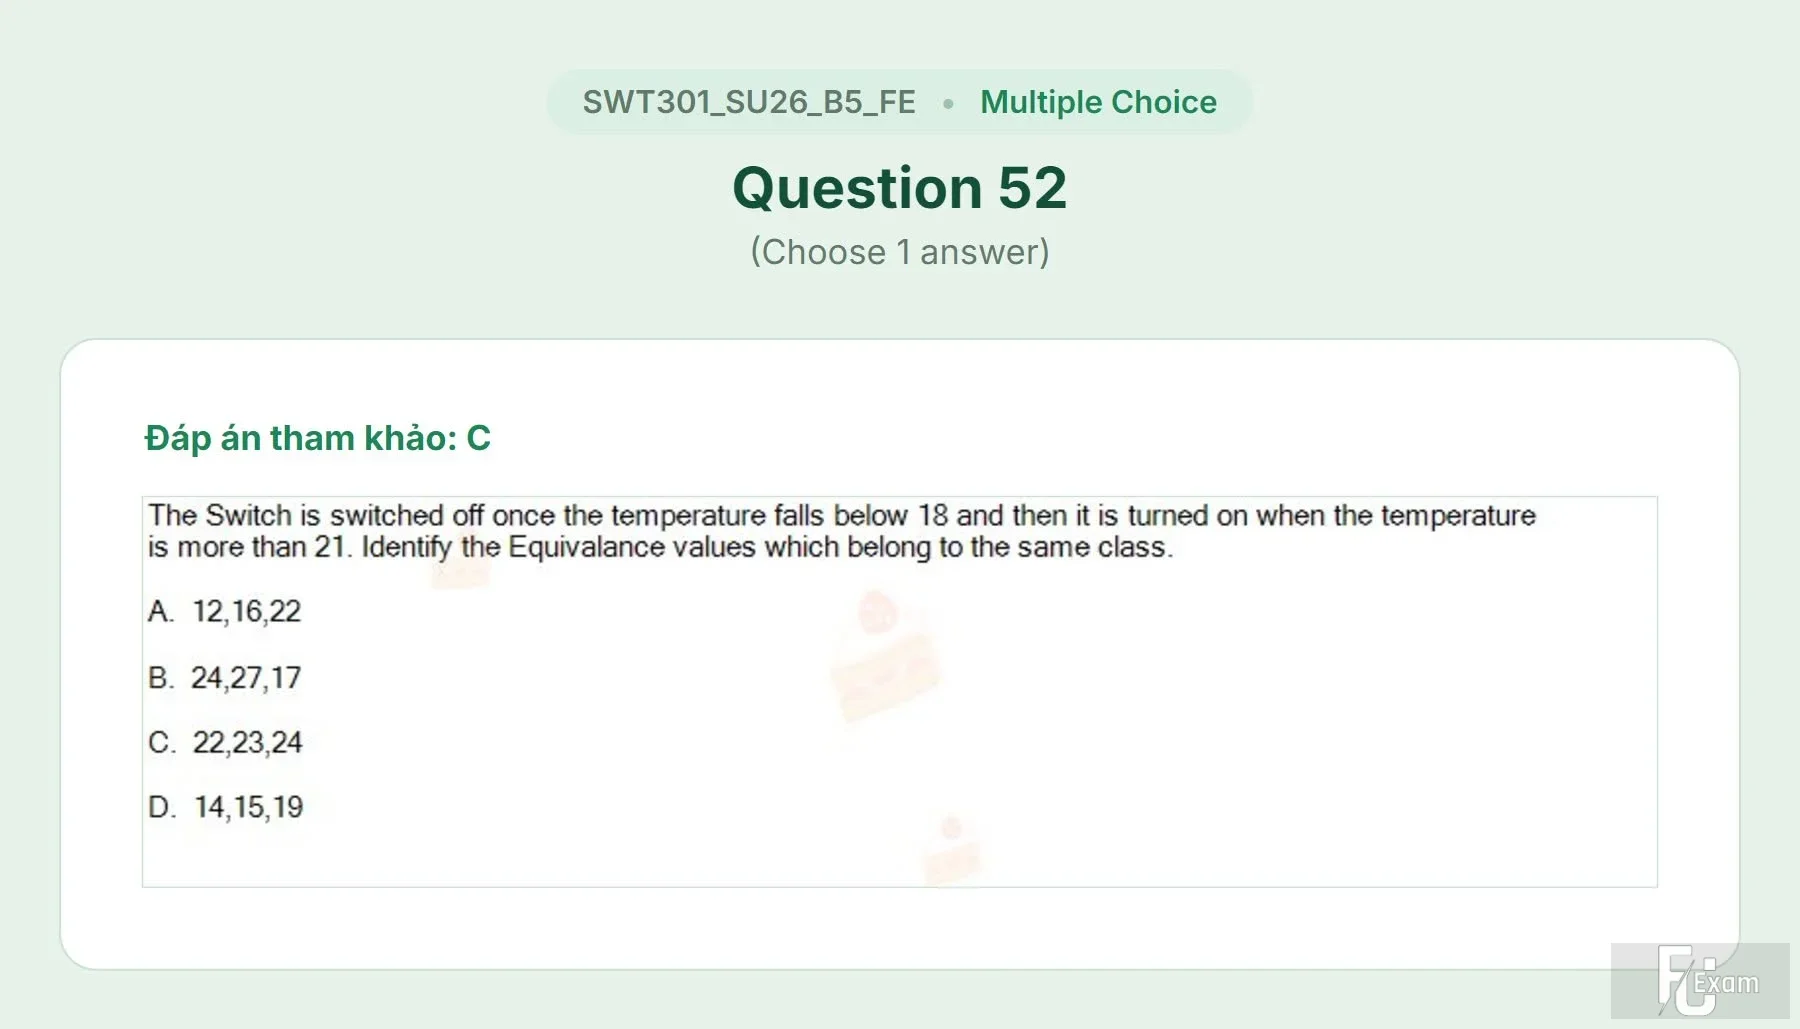 SWT301_SU26_B5_FE • Multiple Choice
Question 52
(Choose 1 answer)
Đáp án tham khảo: C
The Switch is switched off once the temperature falls below 18 and then it is turned on when the temperature
is more than 21. Identify the Equivalance values which belong to the same class.
A. 12,16,22
B. 24,27,17
C. 22,23,24
D. 14,15,19
FU Exam